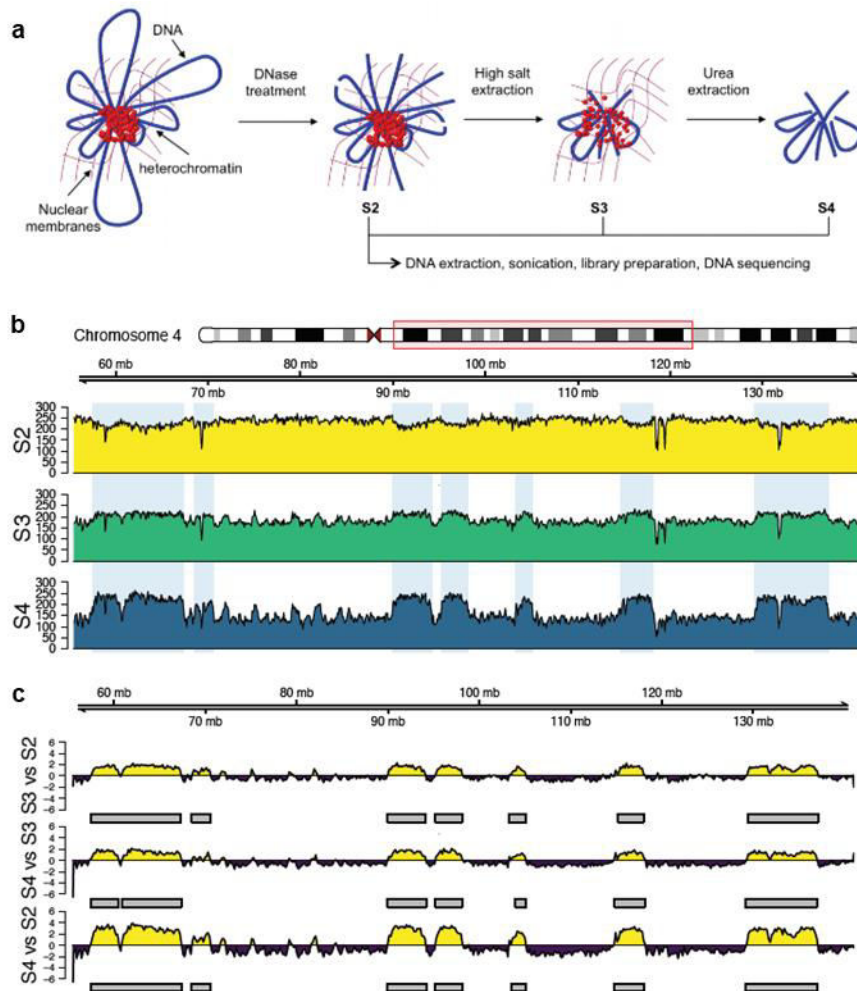 a
DNA
DNase
treatment
High salt
extraction
Urea
extraction
heterochromatin
Nuclear
membranes
S2
S3
S4
DNA extraction, sonication, library preparation, DNA sequencing
b
Chromosome 4
60 mb
80 mb
100 mb
120 mb
70 mb
90 mb
110 mb
130 mb
S2
300
250
200
150
100
50
0
S3
300
250
200
150
100
50
0
S4
300
250
200
150
100
50
0
c
60 mb
80 mb
100 mb
120 mb
70 mb
90 mb
110 mb
130 mb
S3 vs S2
6
4
2
0
-2
-4
-6
S4 vs S3
6
4
2
0
-2
-4
-6
S4 vs S2
6
4
2
0
-2
-4
-6